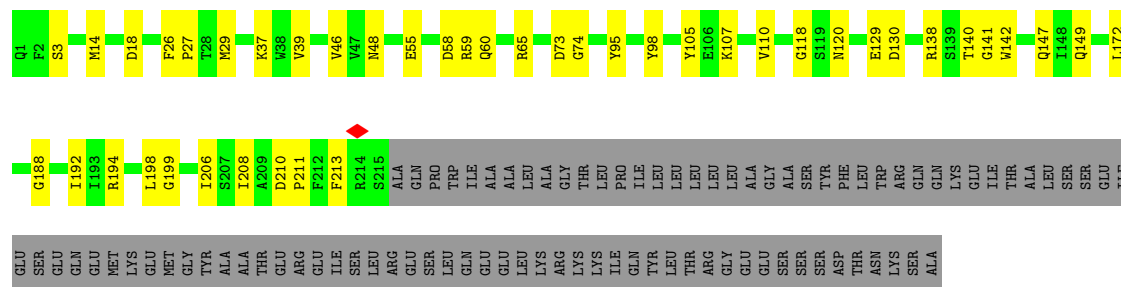 Q1 F2 S3 M14 D18 F26 P27 T28 M29 K37 W38 V39 V46 V47 N48 E55 D58 R59 Q60 R65 D73 G74 Y95 Y98 Y105 E106 K107 V110 G118 S119 N120 E129 D130 R138 S139 T140 G141 W142 Q147 I148 Q149 L172
G188 I192 I193 R194 L198 G199 I206 S207 I208 A209 D210 P211 F212 F213 R214 S215 ALA GLN PRO TRP ILE ALA ALA LEU ALA GLY THR LEU PRO ILE LEU LEU LEU LEU LEU ALA GLY ALA SER TYR PHE LEU TRP ARG GLN GLN LYS GLU ILE THR ALA LEU SER SER GLU ILE
GLU SER GLU GLN GLU MET LYS GLU MET GLY TYR ALA ALA THR GLU ARG GLU ILE SER LEU ARG GLU SER LEU GLN GLU GLU LEU LYS ARG LYS LYS ILE GLN TYR LEU THR ARG GLY GLU GLU SER SER SER ASP THR ASN LYS SER ALA